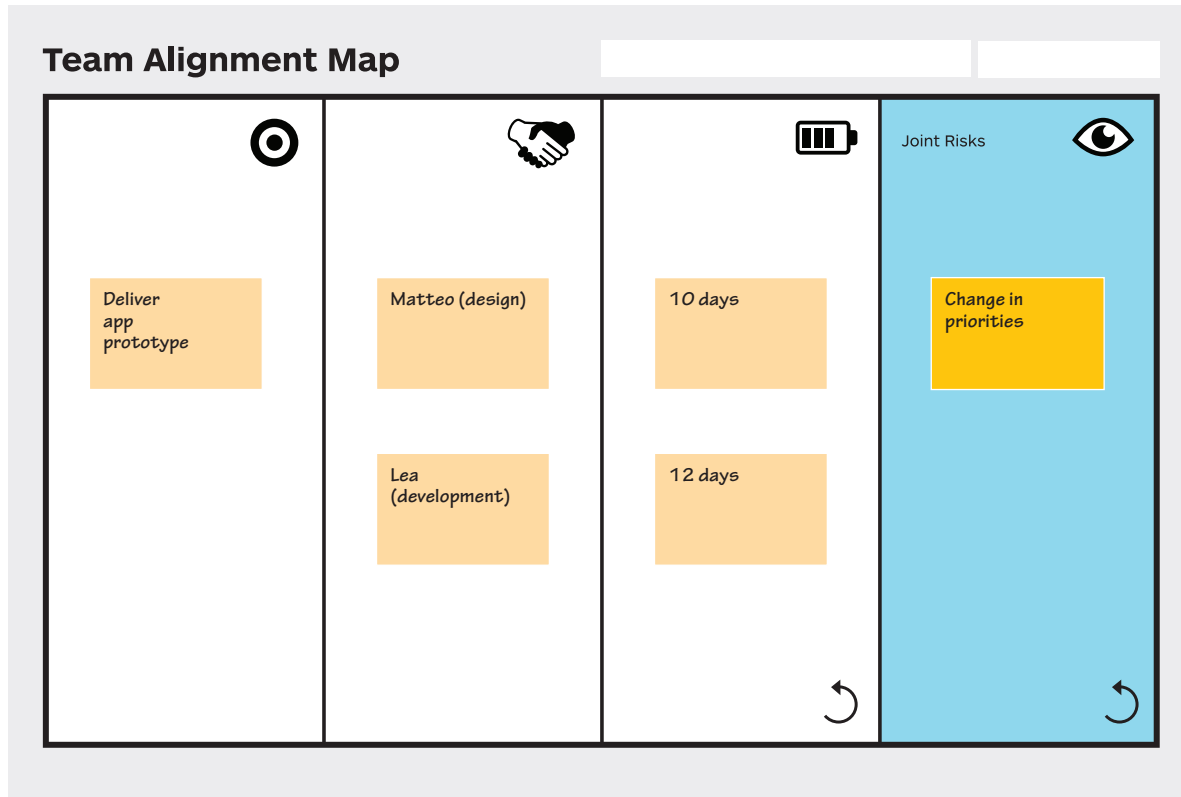 Team Alignment Map
Joint Risks
Deliver
app
prototype
Matteo (design)
10 days
Change in
priorities
Lea
(development)
12 days